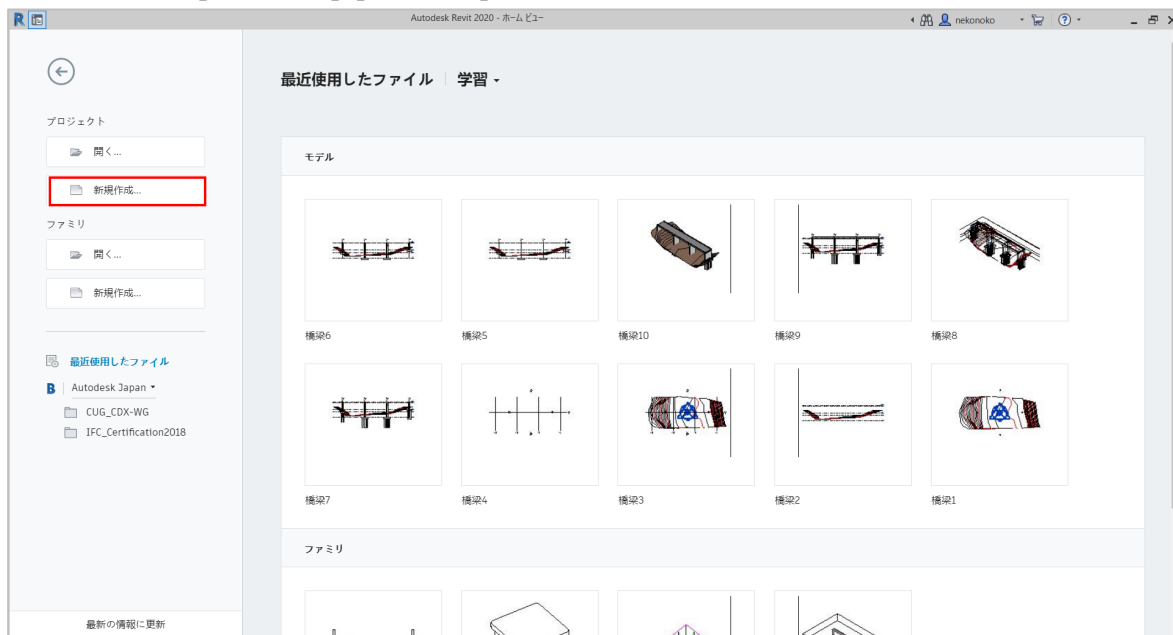 Autodesk Revit 2020 - ホーム ビュー
nekonoko
最近使用したファイル 学習
プロジェクト
開く...
新規作成...
ファミリ
開く...
新規作成...
最近使用したファイル
B Autodesk Japan
CUG_CDX-WG
IFC_Certification2018
最新の情報に更新
モデル
橋梁6 橋梁5 橋梁10 橋梁9 橋梁8
橋梁7 橋梁4 橋梁3 橋梁2 橋梁1
ファミリ